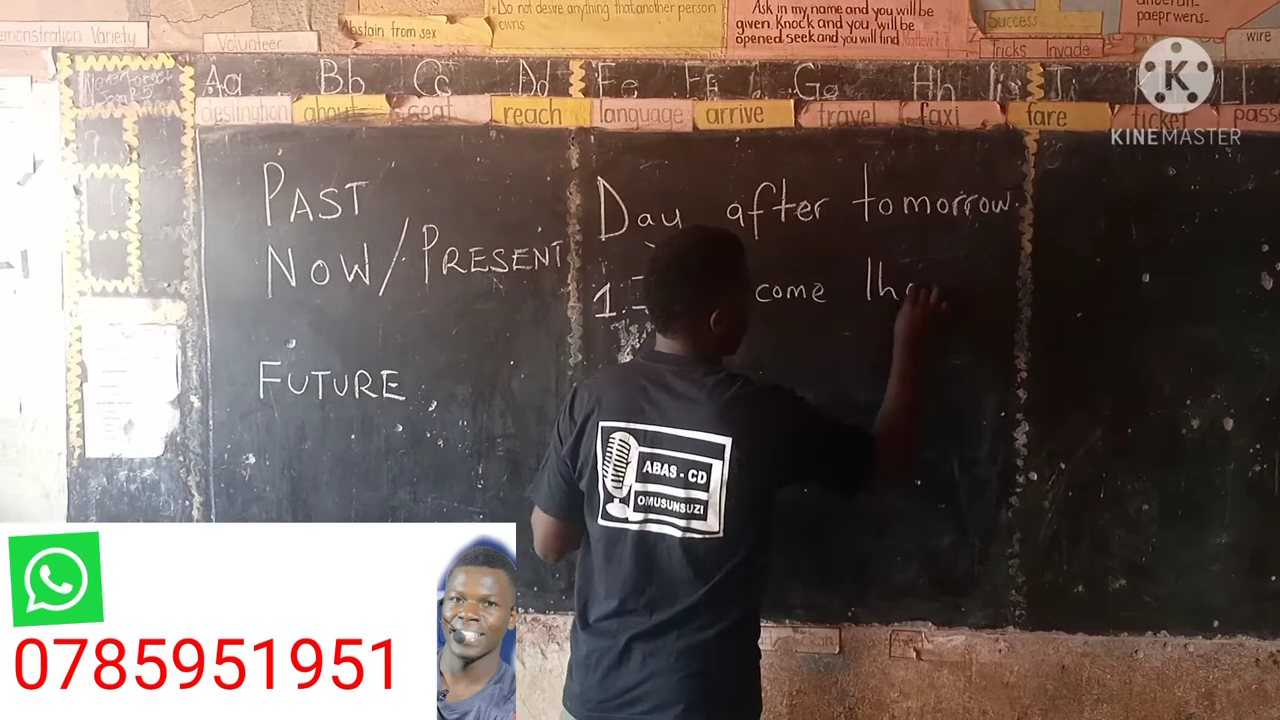 Do not desire anything that another person
owns
Ask in my name and you will be
given. Knock and you will be
opened seek and you will find
Success
wire
Demonstration Variety
Volunteer
Abstain from sex
Tricks Invade
Aa Bb Cc Dd Ee Ff Gg Hh
destination about seat reach language arrive travel taxi fare ticket pass
KINEMASTER
PAST
NOW/PRESENT
FUTURE
Day after tomorrow.
1. come
ABAS - CD
OMUSUNSUZI
0785951951